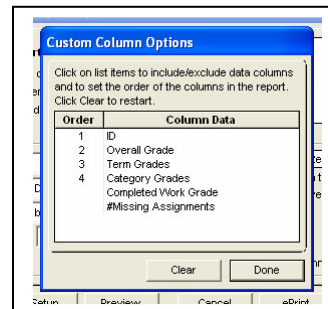 Custom Column Options
Click on list items to include/exclude data columns
and to set the order of the columns in the report.
Click Clear to restart.
Order Column Data
1 ID
2 Overall Grade
3 Term Grades
4 Category Grades
Completed Work Grade
#Missing Assignments
Clear Done
Setup Preview Cancel ePrint